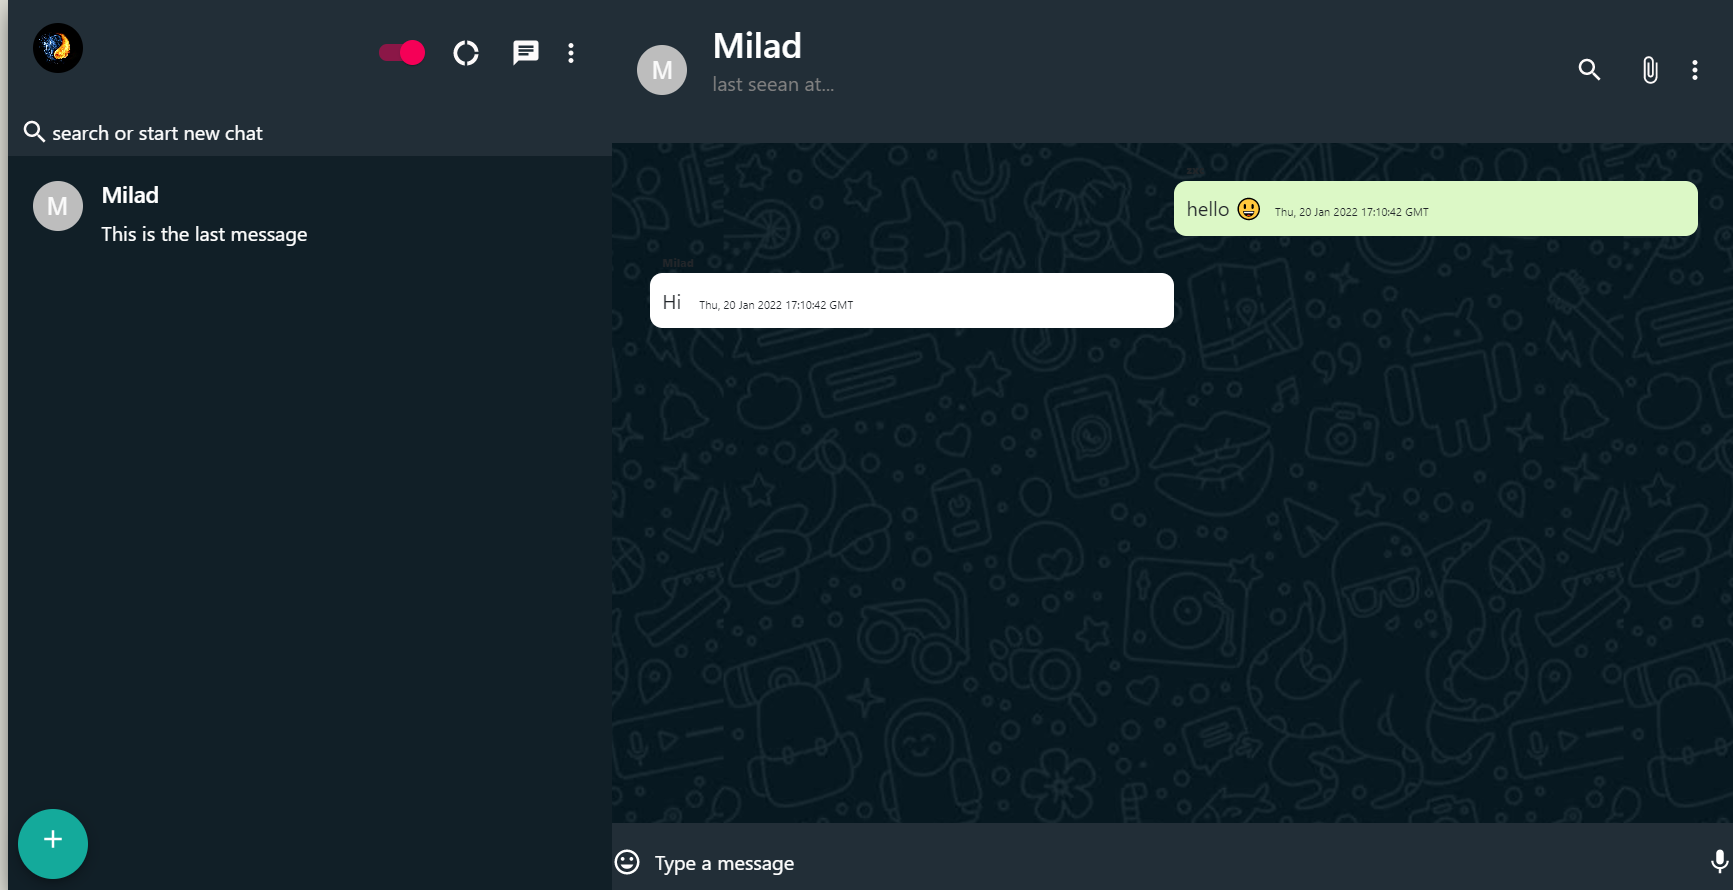 search or start new chat
M
Milad
This is the last message
M
Milad
last seean at...
hello 😃 Thu, 20 Jan 2022 17:10:42 GMT
Milad
Hi Thu, 20 Jan 2022 17:10:42 GMT
Type a message